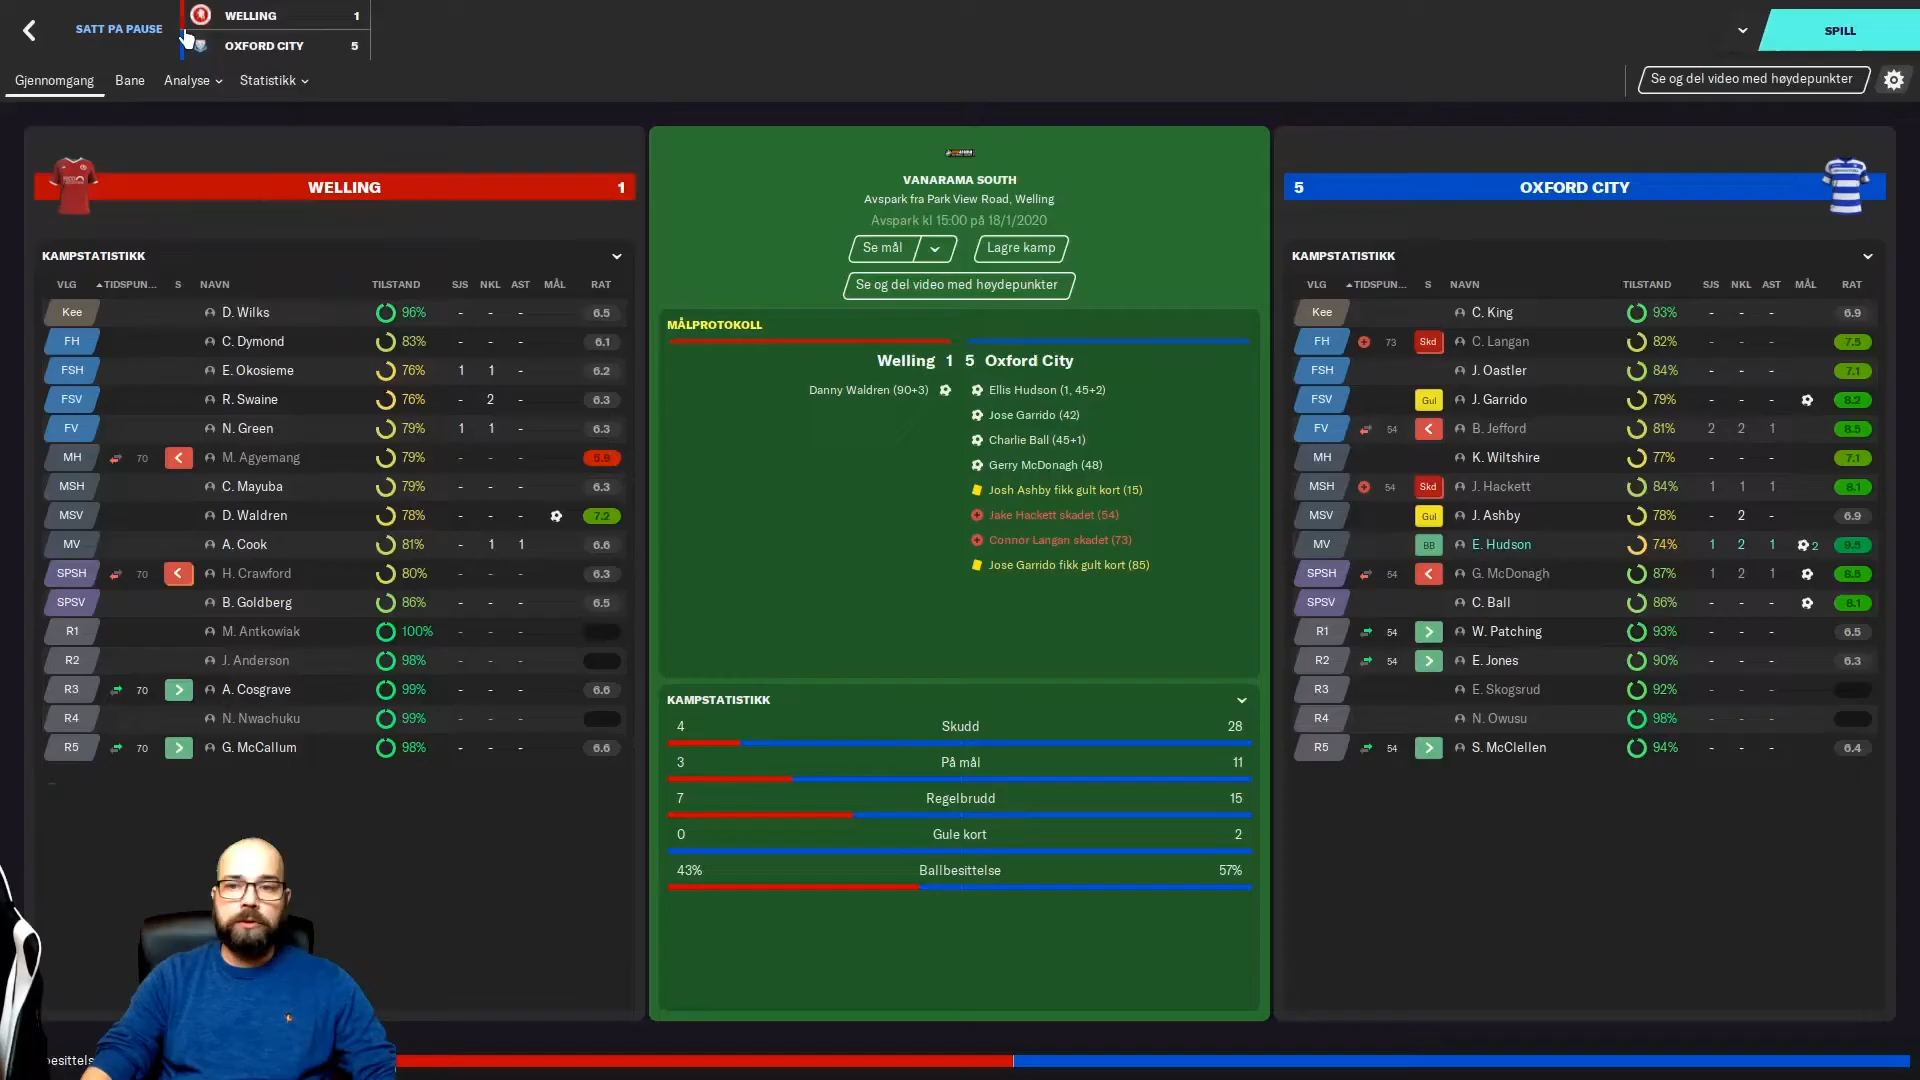 SATT PA PAUSE
WELLING 1
OXFORD CITY 5
SPILL
Gjennomgang Bane Analyse Statistikk
Se og del video med høydepunkter
WELLING 1
KAMPSTATISTIKK
VLG TIDSPUN... S NAVN TILSTAND SJS NKL AST MÅL RAT
Kee D. Wilks 96% - - - 6.5
FH C. Dymond 83% - - - 6.1
FSH E. Okosieme 76% 1 1 - 6.2
FSV R. Swaine 76% - 2 - 6.3
FV N. Green 79% 1 1 - 6.3
MH 70 M. Agyemang 79% - - - 5.9
MSH C. Mayuba 79% - - - 6.3
MSV D. Waldren 78% - - - 7.2
MV A. Cook 81% - 1 1 6.6
SPSH 70 H. Crawford 80% - - - 6.3
SPSV B. Goldberg 86% - - - 6.5
R1 M. Antkowiak 100% - - -
R2 J. Anderson 98% - - -
R3 70 A. Cosgrave 99% - - - 6.6
R4 N. Nwachuku 99% - - -
R5 70 G. McCallum 98% - - - 6.6
VANARAMA SOUTH
Avspark fra Park View Road, Welling
Avspark kl 15:00 på 18/1/2020
Se mål Lagre kamp
Se og del video med høydepunkter
MÅLPROTOKOLL
Welling 1 5 Oxford City
Danny Waldren (90+3) Ellis Hudson (1, 45+2)
Jose Garrido (42)
Charlie Ball (45+1)
Gerry McDonagh (48)
Josh Ashby fikk gult kort (15)
Jake Hackett skadet (54)
Connor Langan skadet (73)
Jose Garrido fikk gult kort (85)
KAMPSTATISTIKK
4 Skudd 28
3 På mål 11
7 Regelbrudd 15
0 Gule kort 2
43% Ballbesittelse 57%
5 OXFORD CITY
KAMPSTATISTIKK
VLG TIDSPUN... S NAVN TILSTAND SJS NKL AST MÅL RAT
Kee C. King 93% - - - 6.9
FH 73 Skd C. Langan 82% - - - 7.5
FSH J. Oastler 84% - - - 7.1
FSV Gul J. Garrido 79% - - - 8.2
FV 54 B. Jefford 81% 2 2 1 8.5
MH K. Wiltshire 77% - - - 7.1
MSH 54 Skd J. Hackett 84% 1 1 1 8.1
MSV Gul J. Ashby 78% - 2 - 6.9
MV BB E. Hudson 74% 1 2 1 2 9.5
SPSH 54 G. McDonagh 87% 1 2 1 8.5
SPSV C. Ball 86% - - - 8.1
R1 54 W. Patching 93% - - - 6.5
R2 54 E. Jones 90% - - - 6.3
R3 E. Skogsrud 92% - - -
R4 N. Owusu 98% - - -
R5 54 S. McClellen 94% - - - 6.4